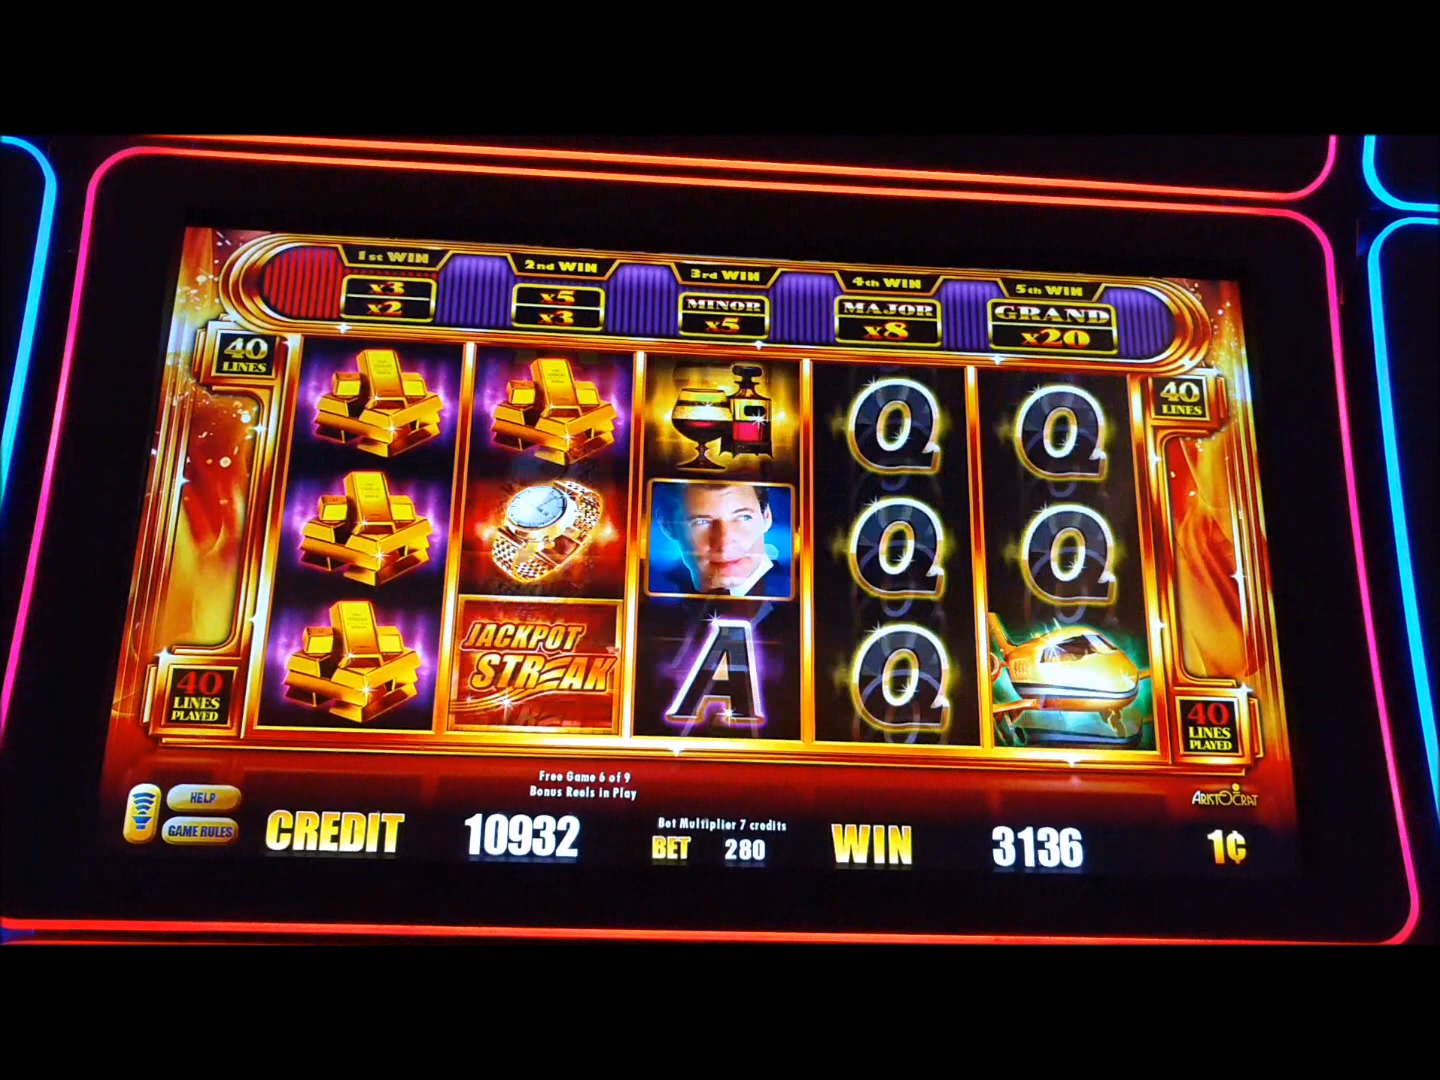 1st WIN
2nd WIN
3rd WIN
4th WIN
5th WIN
x3
x2
x5
x3
MINOR
x5
MAJOR
x8
GRAND
x20
40
LINES
40
LINES
Q
Q
Q
Q
JACKPOT
STREAK
A
Q
40
LINES
PLAYED
40
LINES
PLAYED
Free Game 6 of 9
Bonus Reels in Play
ARISTOCRAT
HELP
GAME RULES
CREDIT
10932
Bet Multiplier 7 credits
BET 280
WIN
3136
1¢